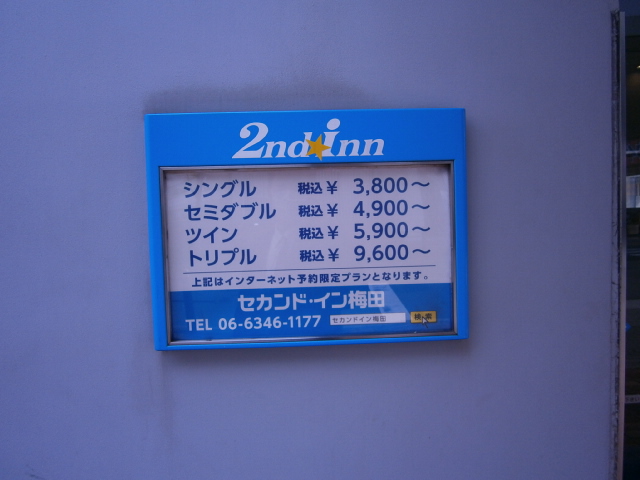 2nd inn
シングル 税込¥ 3,800～
セミダブル 税込¥ 4,900～
ツイン 税込¥ 5,900～
トリプル 税込¥ 9,600～
上記はインターネット予約限定プランとなります。
セカンド・イン梅田
TEL 06-6346-1177 セカンドイン梅田 検索